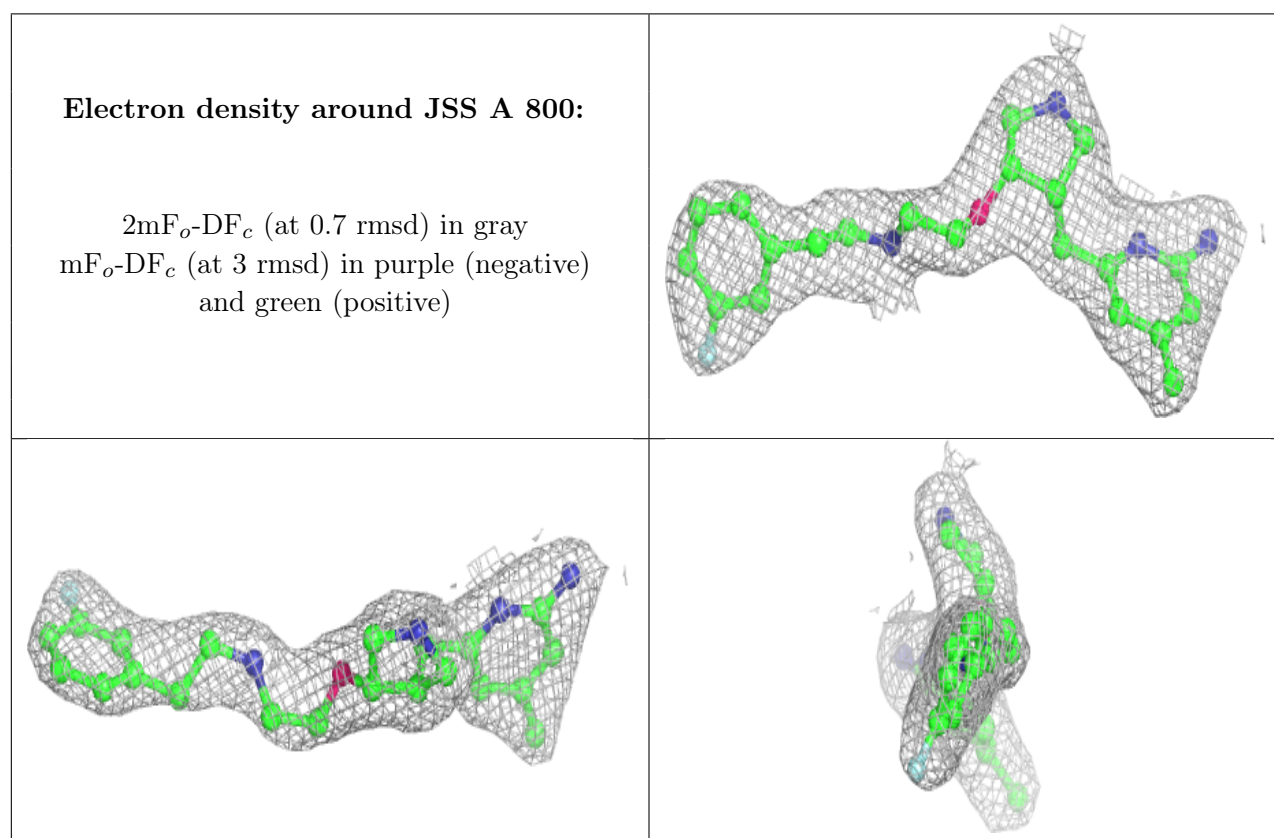 Electron density around JSS A 800:
2mFₒ-DF𝑐 (at 0.7 rmsd) in gray
mFₒ-DF𝑐 (at 3 rmsd) in purple (negative)
and green (positive)